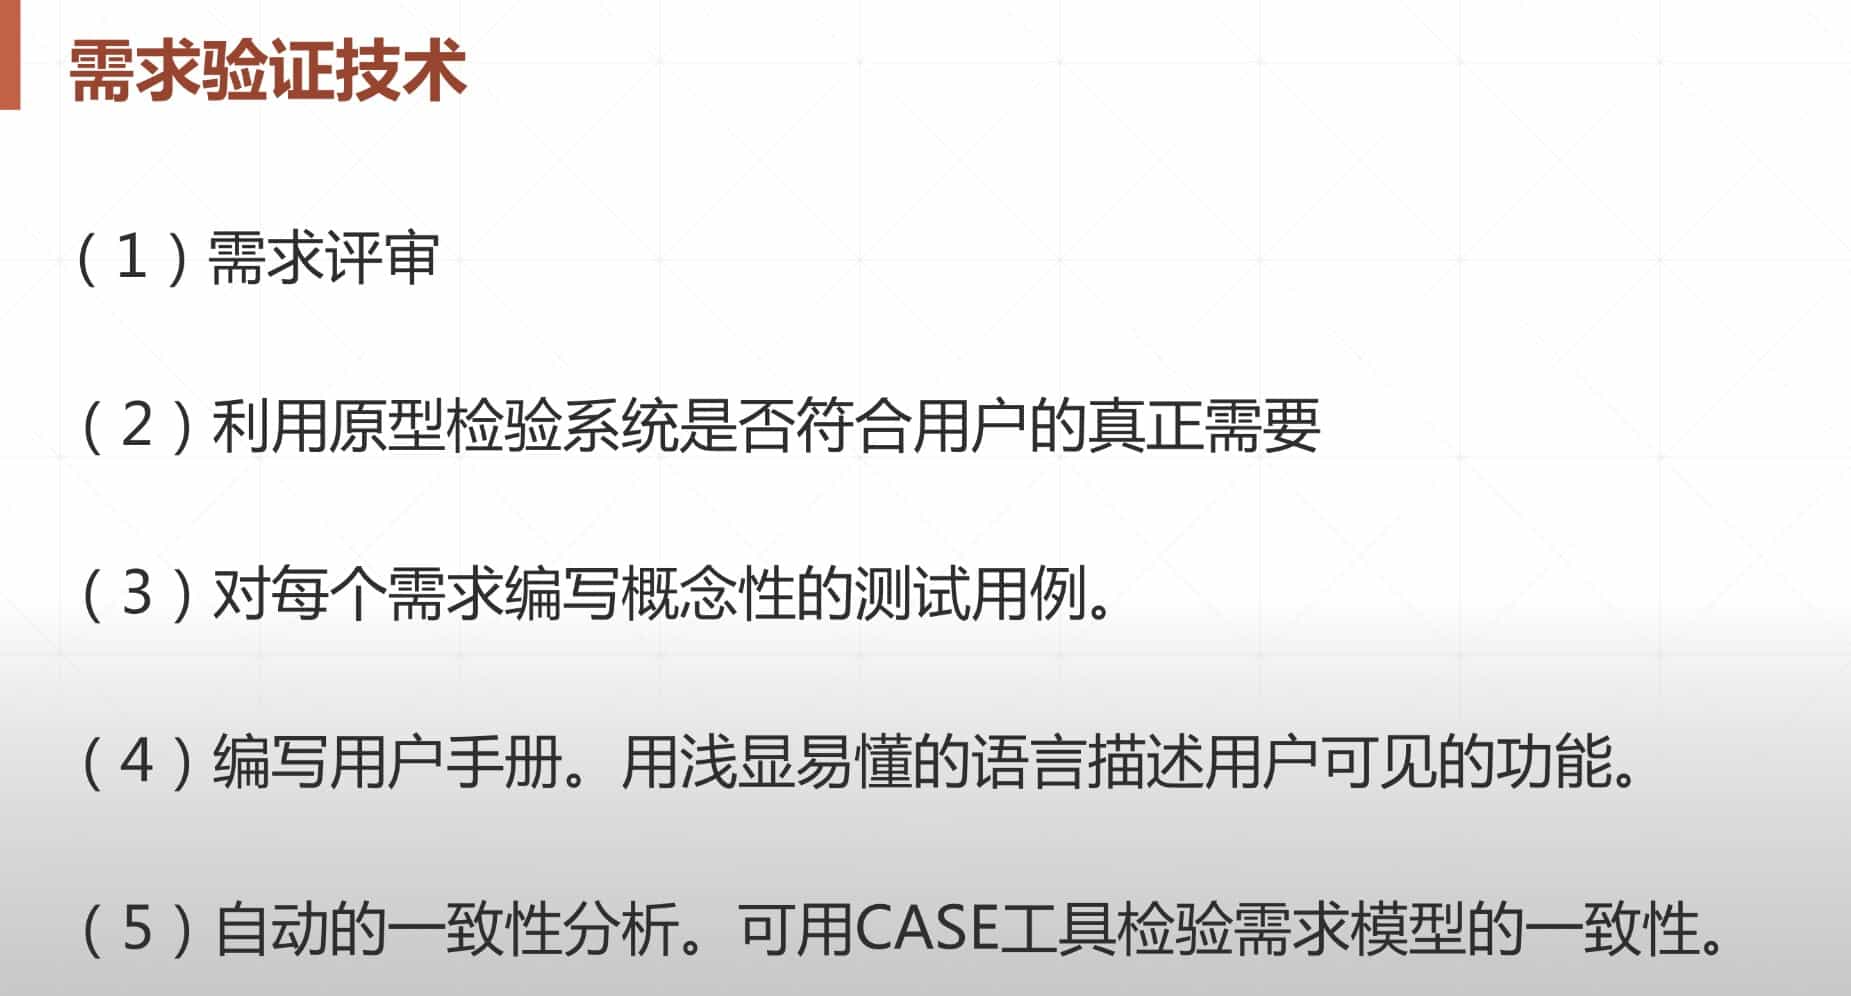 需求验证技术
（1）需求评审
（2）利用原型检验系统是否符合用户的真正需要
（3）对每个需求编写概念性的测试用例。
（4）编写用户手册。用浅显易懂的语言描述用户可见的功能。
（5）自动的一致性分析。可用CASE工具检验需求模型的一致性。